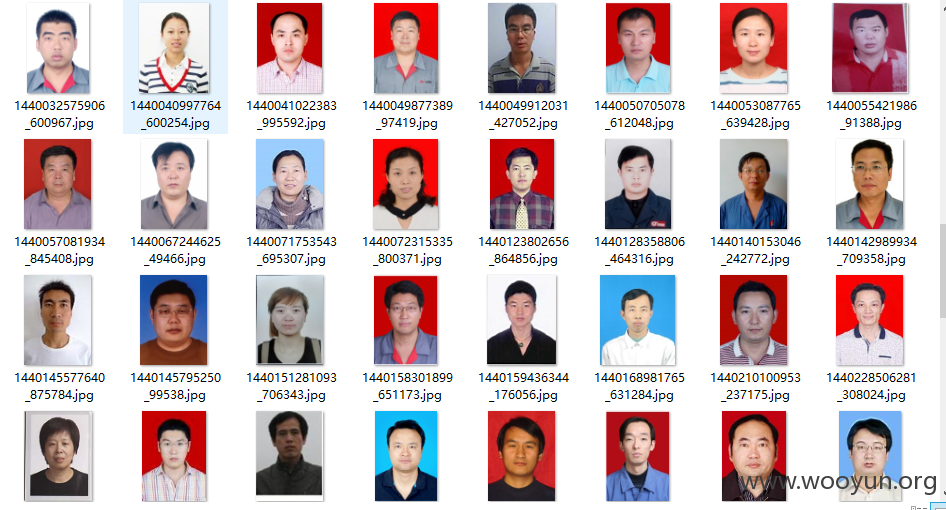 1440032575906 1440040997764 1440041022383 1440049877389 1440049912031 1440050705078 1440053087765 1440055421986
_600967.jpg _600254.jpg _995592.jpg _97419.jpg _427052.jpg _612048.jpg _639428.jpg _91388.jpg
1440057081934 1440067244625 1440071753543 1440072315335 1440123802656 1440128358806 1440140153046 1440142989934
_845408.jpg _49466.jpg _695307.jpg _800371.jpg _864856.jpg _464316.jpg _242772.jpg _709358.jpg
1440145577640 1440145795250 1440151281093 1440158301899 1440159436344 1440168981765 1440210100953 1440228506281
_875784.jpg _99538.jpg _706343.jpg _651173.jpg _176056.jpg _631284.jpg _237175.jpg _308024.jpg
www.wooyun.org